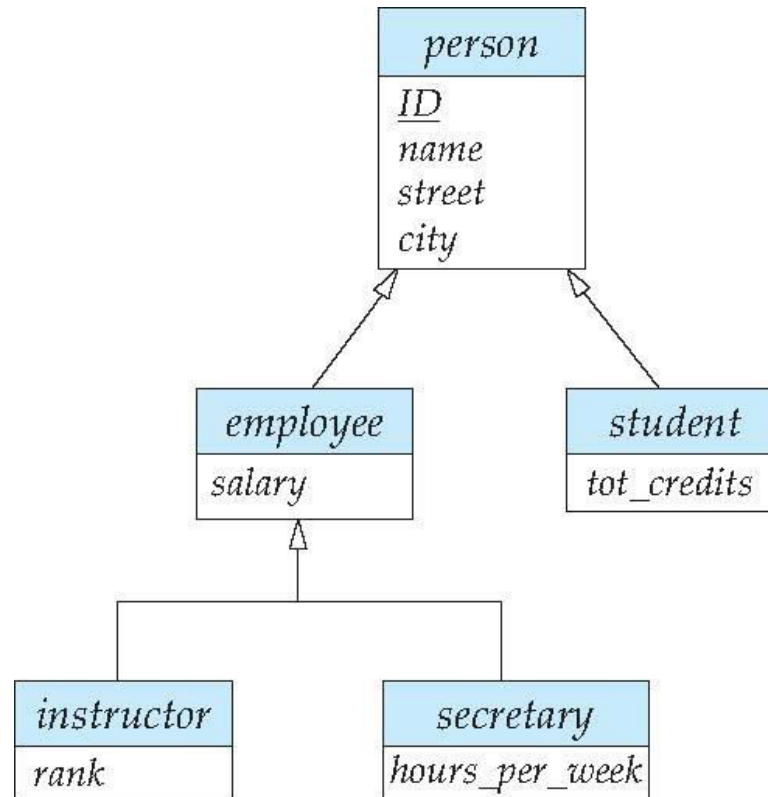 person
ID
name
street
city
employee
salary
student
tot_credits
instructor
rank
secretary
hours_per_week